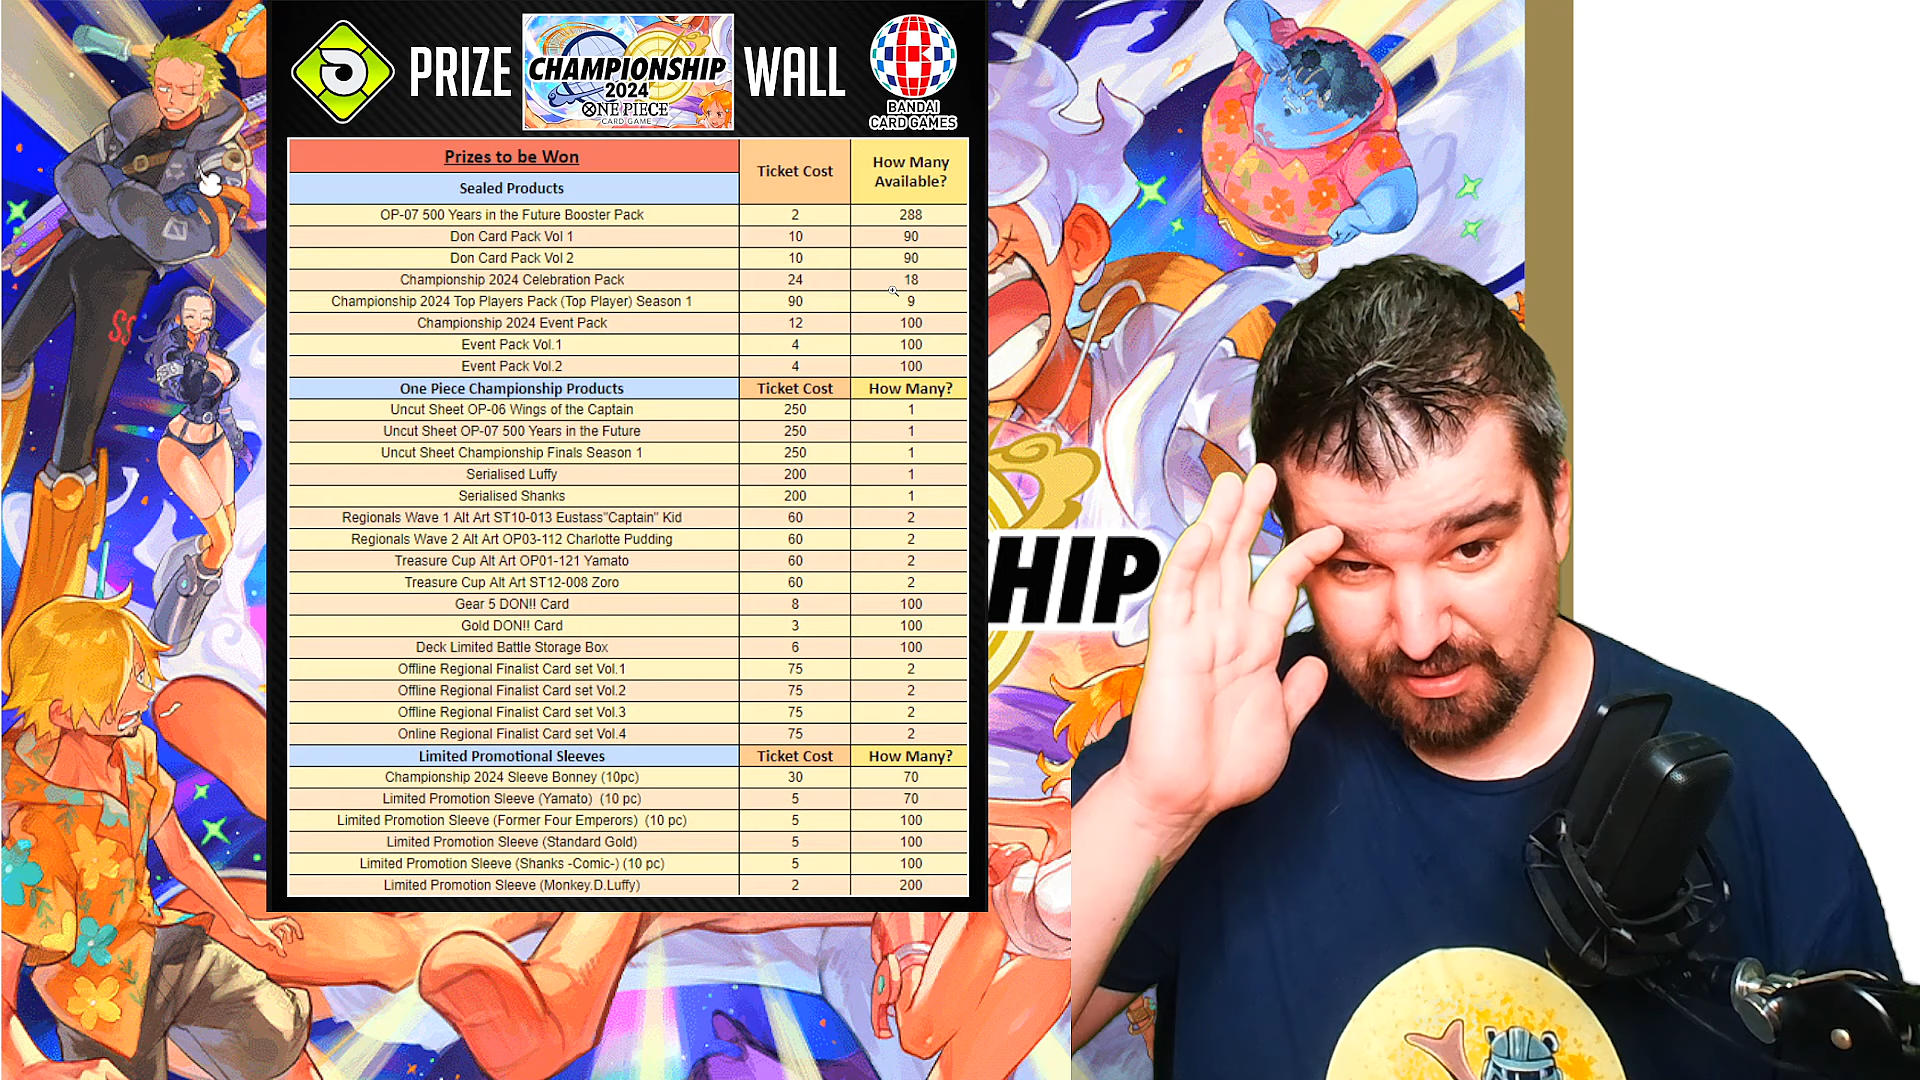 PRIZE
CHAMPIONSHIP
2024
ONE PIECE
CARD GAME
WALL
BANDAI
CARD GAMES
Prizes to be Won
Ticket Cost
How Many
Available?
Sealed Products
OP-07 500 Years in the Future Booster Pack 2 288
Don Card Pack Vol 1 10 90
Don Card Pack Vol 2 10 90
Championship 2024 Celebration Pack 24 18
Championship 2024 Top Players Pack (Top Player) Season 1 90 9
Championship 2024 Event Pack 12 100
Event Pack Vol.1 4 100
Event Pack Vol.2 4 100
One Piece Championship Products Ticket Cost How Many?
Uncut Sheet OP-06 Wings of the Captain 250 1
Uncut Sheet OP-07 500 Years in the Future 250 1
Uncut Sheet Championship Finals Season 1 250 1
Serialised Luffy 200 1
Serialised Shanks 200 1
Regionals Wave 1 Alt Art ST10-013 Eustass"Captain" Kid 60 2
Regionals Wave 2 Alt Art OP03-112 Charlotte Pudding 60 2
Treasure Cup Alt Art OP01-121 Yamato 60 2
Treasure Cup Alt Art ST12-008 Zoro 60 2
Gear 5 DON!! Card 8 100
Gold DON!! Card 3 100
Deck Limited Battle Storage Box 6 100
Offline Regional Finalist Card set Vol.1 75 2
Offline Regional Finalist Card set Vol.2 75 2
Offline Regional Finalist Card set Vol.3 75 2
Online Regional Finalist Card set Vol.4 75 2
Limited Promotional Sleeves Ticket Cost How Many?
Championship 2024 Sleeve Bonney (10pc) 30 70
Limited Promotion Sleeve (Yamato) (10 pc) 5 70
Limited Promotion Sleeve (Former Four Emperors) (10 pc) 5 100
Limited Promotion Sleeve (Standard Gold) 5 100
Limited Promotion Sleeve (Shanks -Comic-) (10 pc) 5 100
Limited Promotion Sleeve (Monkey.D.Luffy) 2 200
HIP
SS